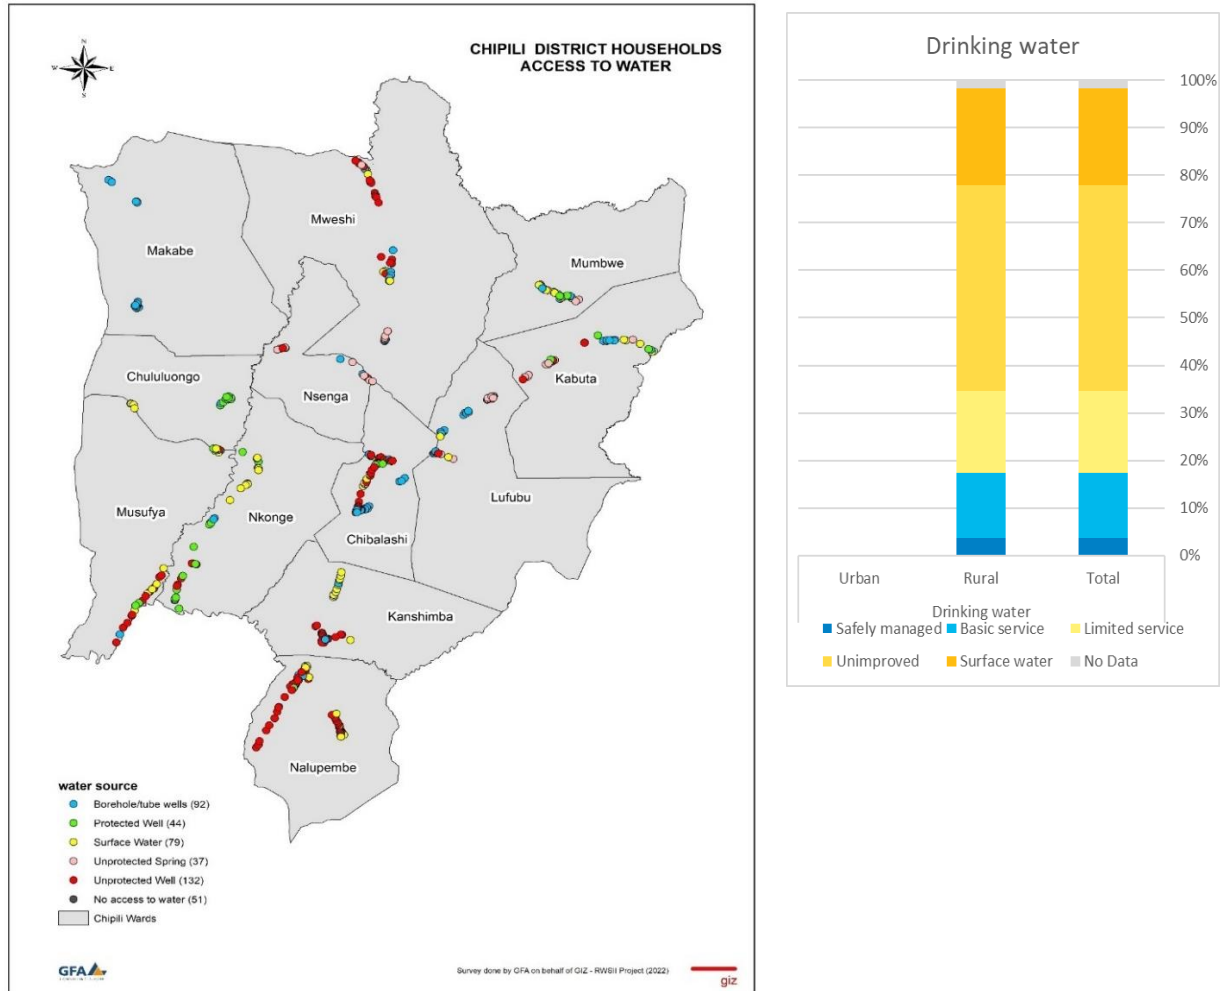 CHIPILI DISTRICT HOUSEHOLDS
ACCESS TO WATER
N
W
E
S
Mweshi
Makabe
Mumbwe
Chululuongo
Nsenga
Kabuta
Musufya
Nkonge
Lufubu
Chibalashi
Kanshimba
Nalupembe
water source
Borehole/tube wells (92)
Protected Well (44)
Surface Water (79)
Unprotected Spring (37)
Unprotected Well (132)
No access to water (51)
Chipili Wards
GFA
Survey done by GFA on behalf of GIZ - RWSII Project (2022)
giz
Drinking water
100%
90%
80%
70%
60%
50%
40%
30%
20%
10%
0%
Urban Rural Total
Drinking water
Safely managed Basic service Limited service
Unimproved Surface water No Data